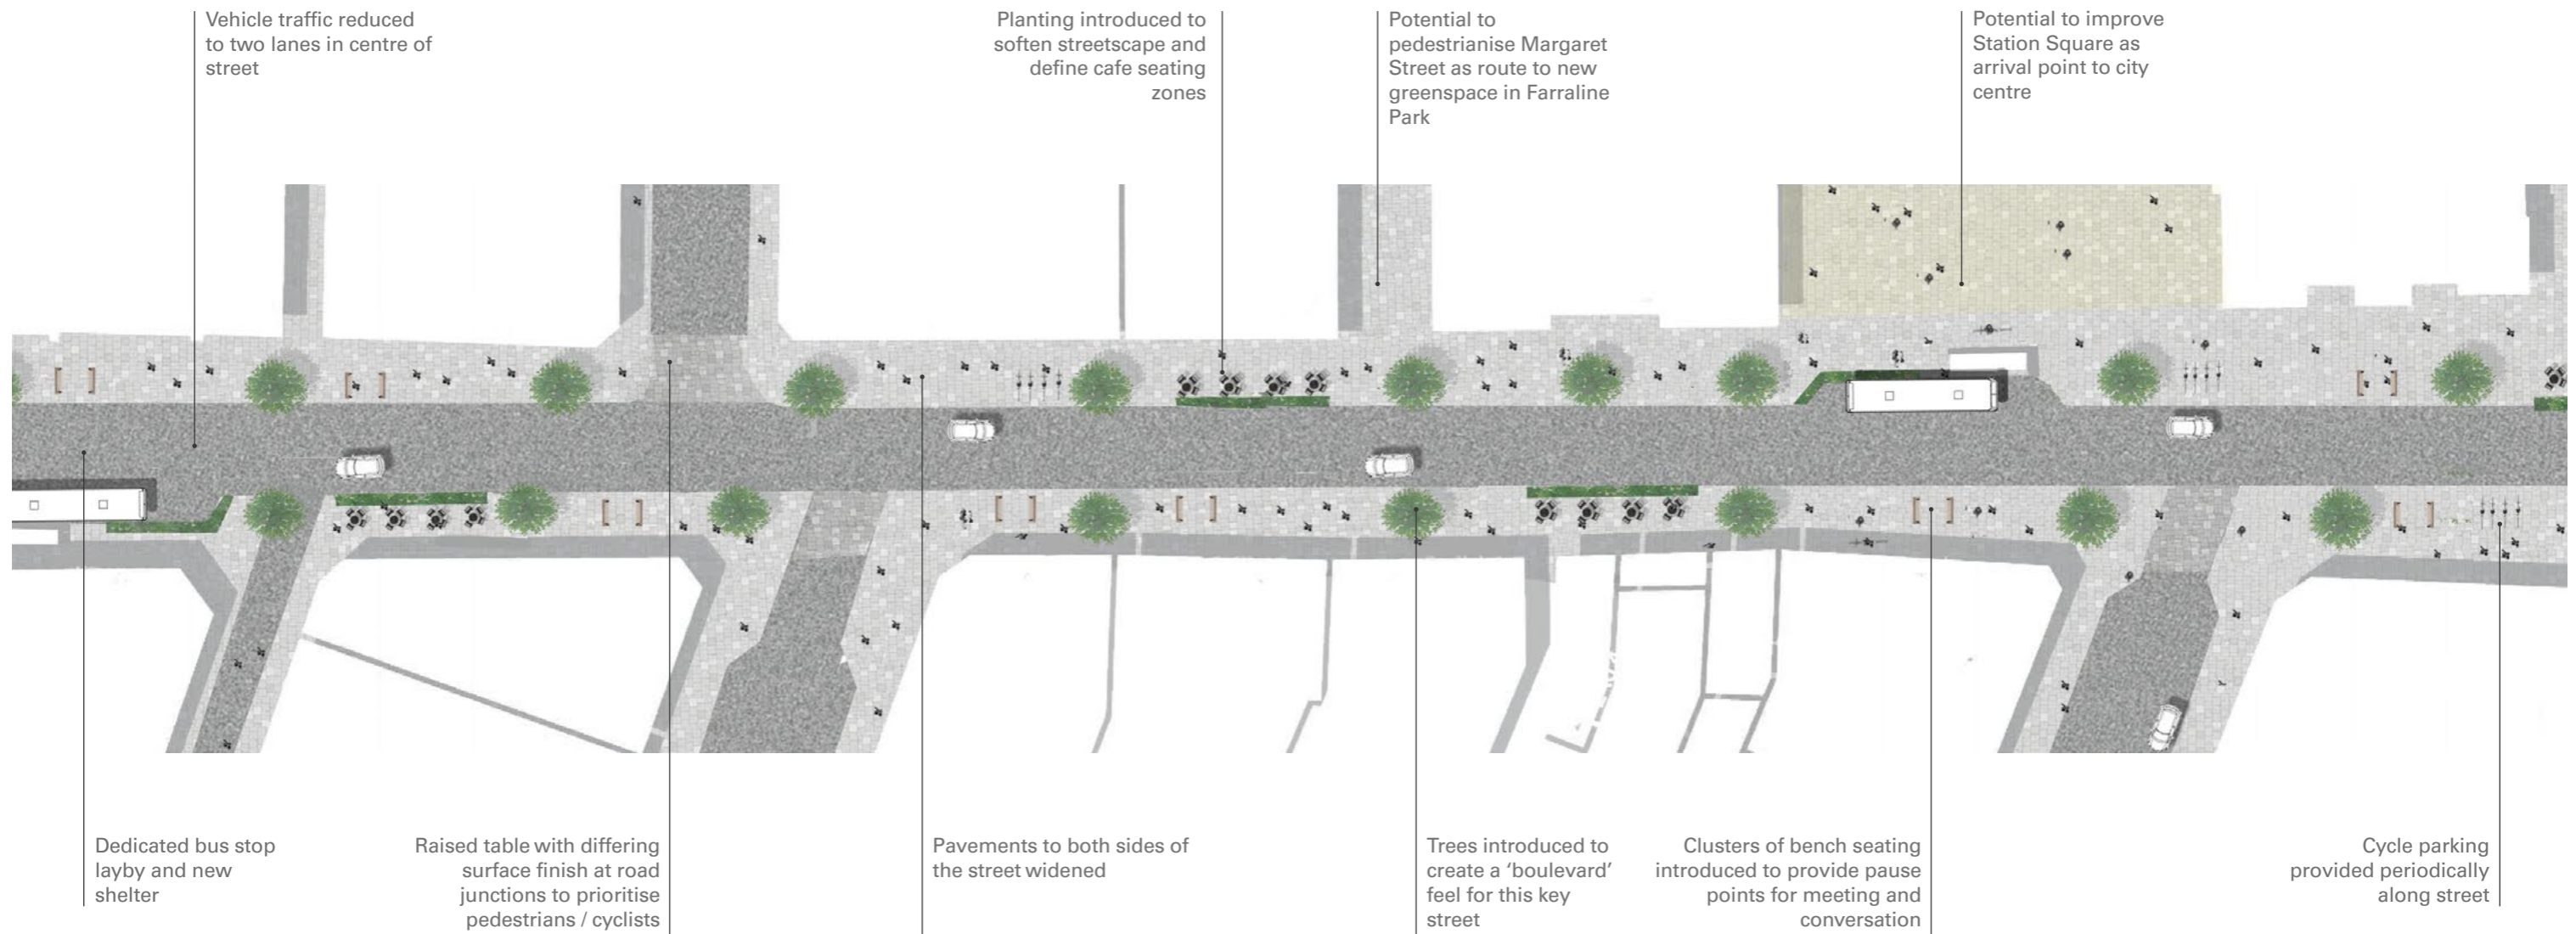 Vehicle traffic reduced
to two lanes in centre of
street
Planting introduced to
soften streetscape and
define cafe seating
zones
Potential to
pedestrianise Margaret
Street as route to new
greenspace in Farraline
Park
Potential to improve
Station Square as
arrival point to city
centre
Dedicated bus stop
layby and new
shelter
Raised table with differing
surface finish at road
junctions to prioritise
pedestrians / cyclists
Pavements to both sides of
the street widened
Trees introduced to
create a ‘boulevard’
feel for this key
street
Clusters of bench seating
introduced to provide pause
points for meeting and
conversation
Cycle parking
provided periodically
along street